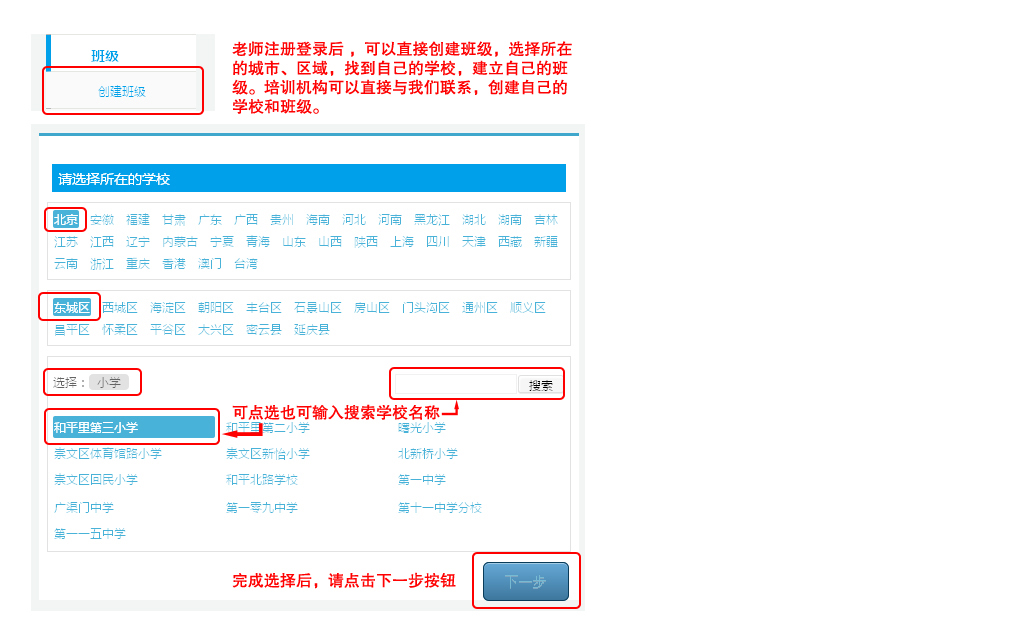 班级
创建班级
老师注册登录后 ，可以直接创建班级，选择所在
的城市、区域，找到自己的学校，建立自己的班
级。培训机构可以直接与我们联系，创建自己的
学校和班级。
请选择所在的学校
北京 安徽 福建 甘肃 广东 广西 贵州 海南 河北 河南 黑龙江 湖北 湖南 吉林
江苏 江西 辽宁 内蒙古 宁夏 青海 山东 山西 陕西 上海 四川 天津 西藏 新疆
云南 浙江 重庆 香港 澳门 台湾
东城区 西城区 海淀区 朝阳区 丰台区 石景山区 房山区 门头沟区 通州区 顺义区
昌平区 怀柔区 平谷区 大兴区 密云县 延庆县
选择： 小学 搜索
可点选也可输入搜索学校名称
和平里第三小学 和平里第二小学 曙光小学
崇文区体育馆路小学 崇文区新怡小学 北新桥小学
崇文区回民小学 和平北路学校 第一中学
广渠门中学 第一零九中学 第十一中学分校
第一一五中学
完成选择后，请点击下一步按钮 下一步